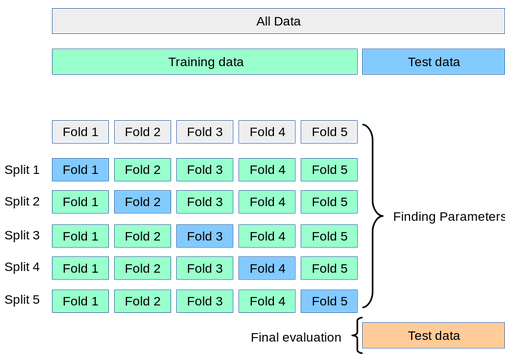 All Data
Training data Test data
Fold 1 Fold 2 Fold 3 Fold 4 Fold 5
Split 1 Fold 1 Fold 2 Fold 3 Fold 4 Fold 5
Split 2 Fold 1 Fold 2 Fold 3 Fold 4 Fold 5
Finding Parameters
Split 3 Fold 1 Fold 2 Fold 3 Fold 4 Fold 5
Split 4 Fold 1 Fold 2 Fold 3 Fold 4 Fold 5
Split 5 Fold 1 Fold 2 Fold 3 Fold 4 Fold 5
Final evaluation Test data